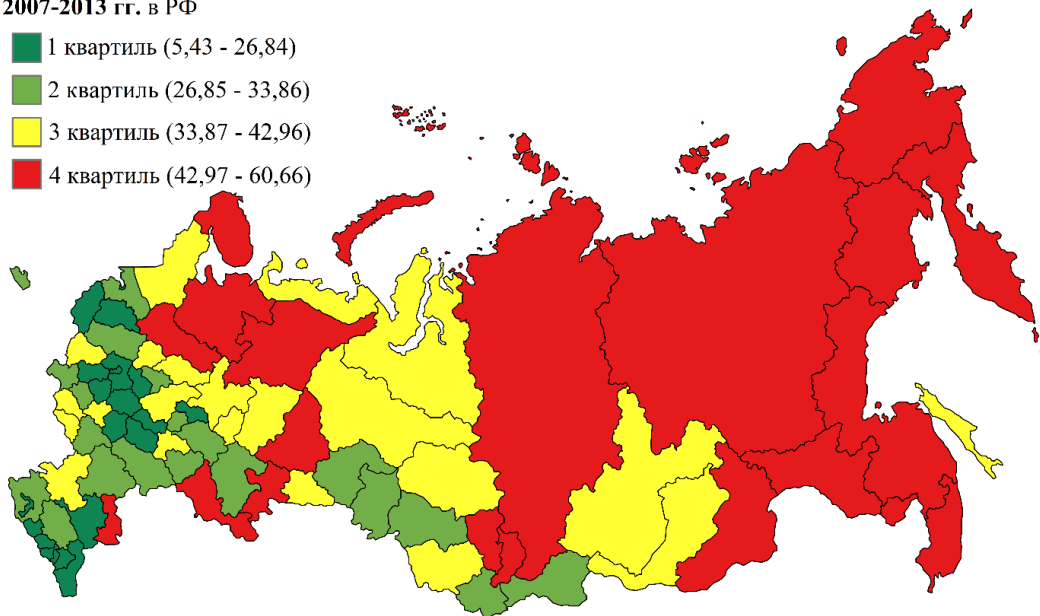 2007-2013 гг. в РФ
1 квартиль (5,43 - 26,84)
2 квартиль (26,85 - 33,86)
3 квартиль (33,87 - 42,96)
4 квартиль (42,97 - 60,66)